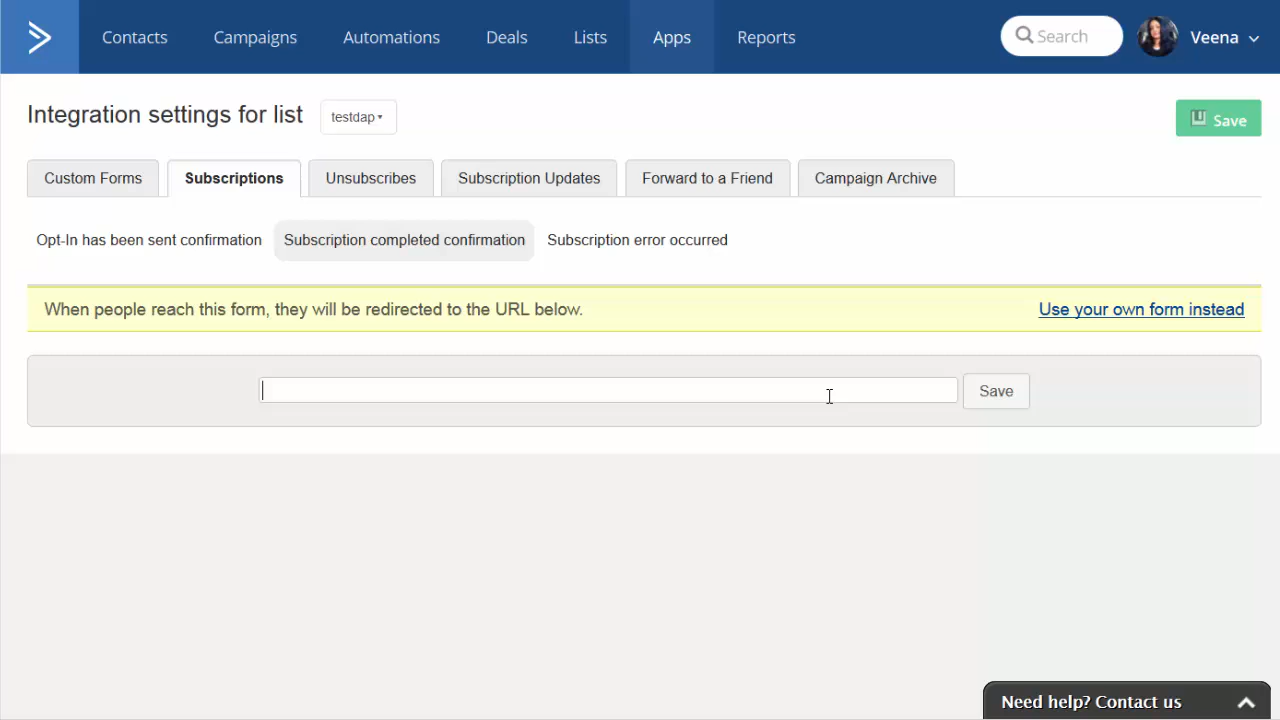 Contacts Campaigns Automations Deals Lists Apps Reports Search Veena
Integration settings for list testdap Save
Custom Forms Subscriptions Unsubscribes Subscription Updates Forward to a Friend Campaign Archive
Opt-In has been sent confirmation Subscription completed confirmation Subscription error occurred
When people reach this form, they will be redirected to the URL below. Use your own form instead
Save
Need help? Contact us